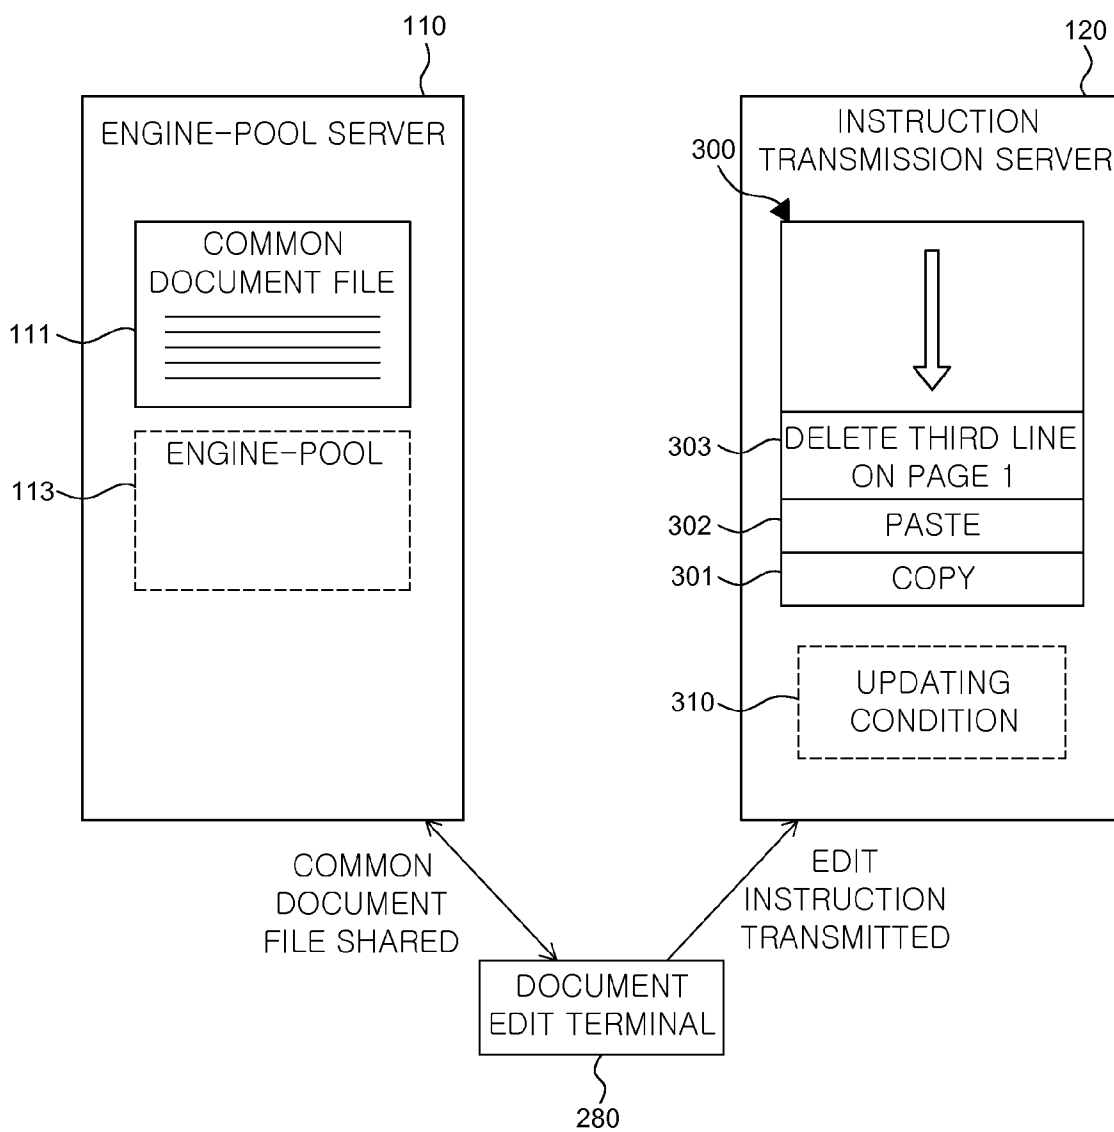 110
120
ENGINE-POOL SERVER
INSTRUCTION
TRANSMISSION SERVER
300
COMMON
DOCUMENT FILE
111
ENGINE-POOL
113
303
DELETE THIRD LINE
ON PAGE 1
302
PASTE
301
COPY
310
UPDATING
CONDITION
COMMON
DOCUMENT
FILE SHARED
EDIT
INSTRUCTION
TRANSMITTED
DOCUMENT
EDIT TERMINAL
280